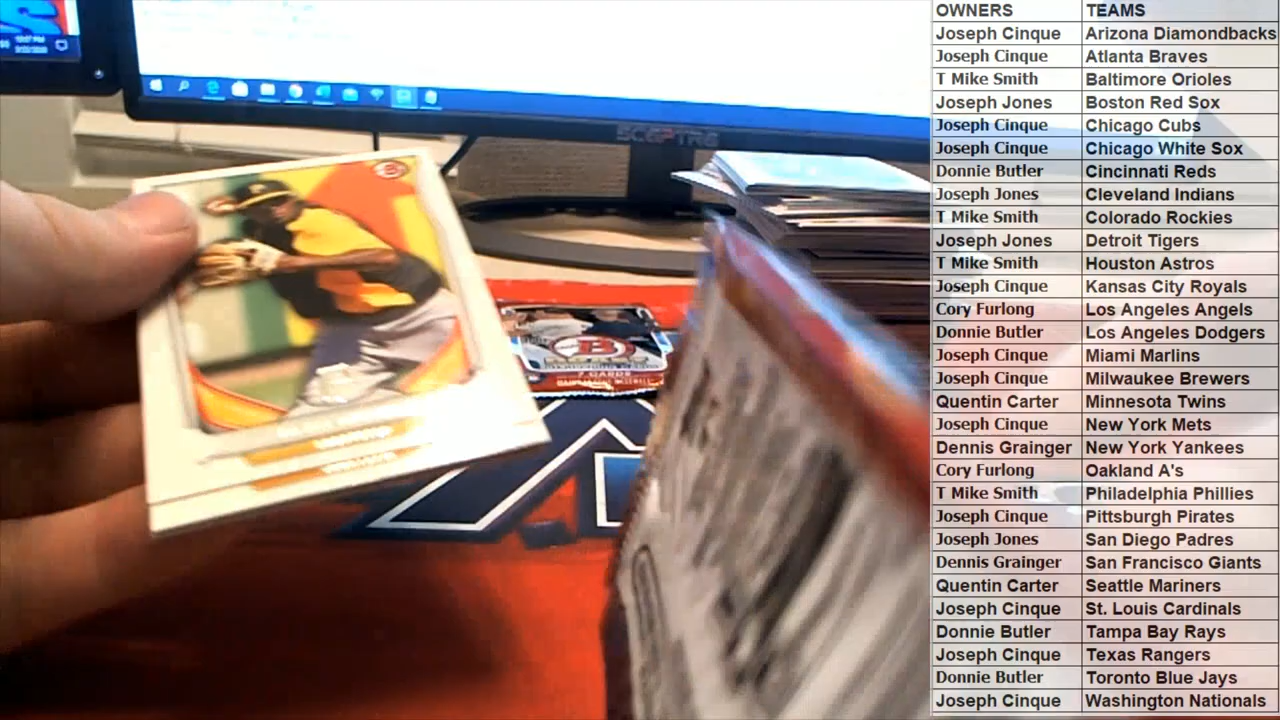 OWNERS TEAMS
Joseph Cinque Arizona Diamondbacks
Joseph Cinque Atlanta Braves
T Mike Smith Baltimore Orioles
Joseph Jones Boston Red Sox
Joseph Cinque Chicago Cubs
Joseph Cinque Chicago White Sox
Donnie Butler Cincinnati Reds
Joseph Jones Cleveland Indians
T Mike Smith Colorado Rockies
Joseph Jones Detroit Tigers
T Mike Smith Houston Astros
Joseph Cinque Kansas City Royals
Cory Furlong Los Angeles Angels
Donnie Butler Los Angeles Dodgers
Joseph Cinque Miami Marlins
Joseph Cinque Milwaukee Brewers
Quentin Carter Minnesota Twins
Joseph Cinque New York Mets
Dennis Grainger New York Yankees
Cory Furlong Oakland A's
T Mike Smith Philadelphia Phillies
Joseph Cinque Pittsburgh Pirates
Joseph Jones San Diego Padres
Dennis Grainger San Francisco Giants
Quentin Carter Seattle Mariners
Joseph Cinque St. Louis Cardinals
Donnie Butler Tampa Bay Rays
Joseph Cinque Texas Rangers
Donnie Butler Toronto Blue Jays
Joseph Cinque Washington Nationals
SCEPTRE
B
7 CARDS